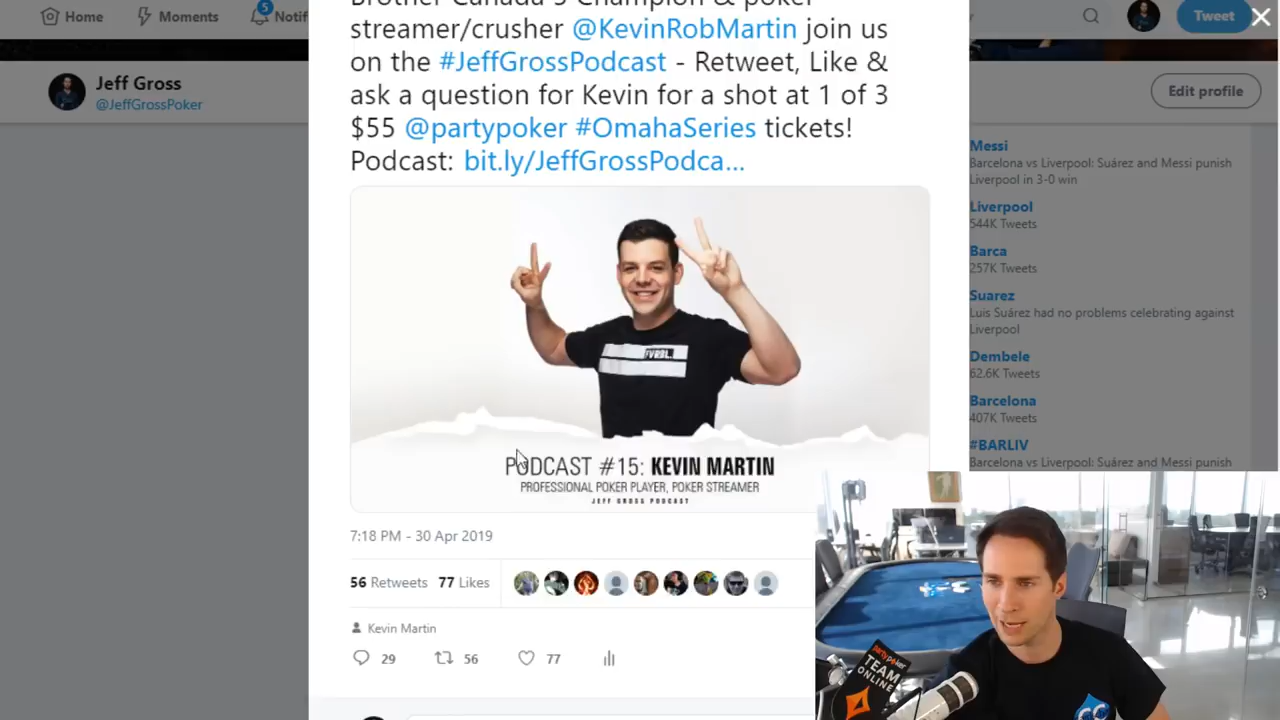 Home
Moments
5
Notif
Tweet
Jeff Gross
@JeffGrossPoker
Edit profile
streamer/crusher @KevinRobMartin join us
on the #JeffGrossPodcast - Retweet, Like &
ask a question for Kevin for a shot at 1 of 3
$55 @partypoker #OmahaSeries tickets!
Podcast: bit.ly/JeffGrossPodca...
PODCAST #15: KEVIN MARTIN
PROFESSIONAL POKER PLAYER, POKER STREAMER
JEFF GROSS PODCAST
7:18 PM - 30 Apr 2019
56 Retweets 77 Likes
Kevin Martin
29 56 77
Messi
Barcelona vs Liverpool: Suárez and Messi punish
Liverpool in 3-0 win
Liverpool
544K Tweets
Barca
257K Tweets
Suarez
Luis Suárez had no problems celebrating against
Liverpool
Dembele
62.6K Tweets
Barcelona
407K Tweets
#BARLIV
Barcelona vs Liverpool: Suárez and Messi punish
partypoker
TEAM
ONLINE